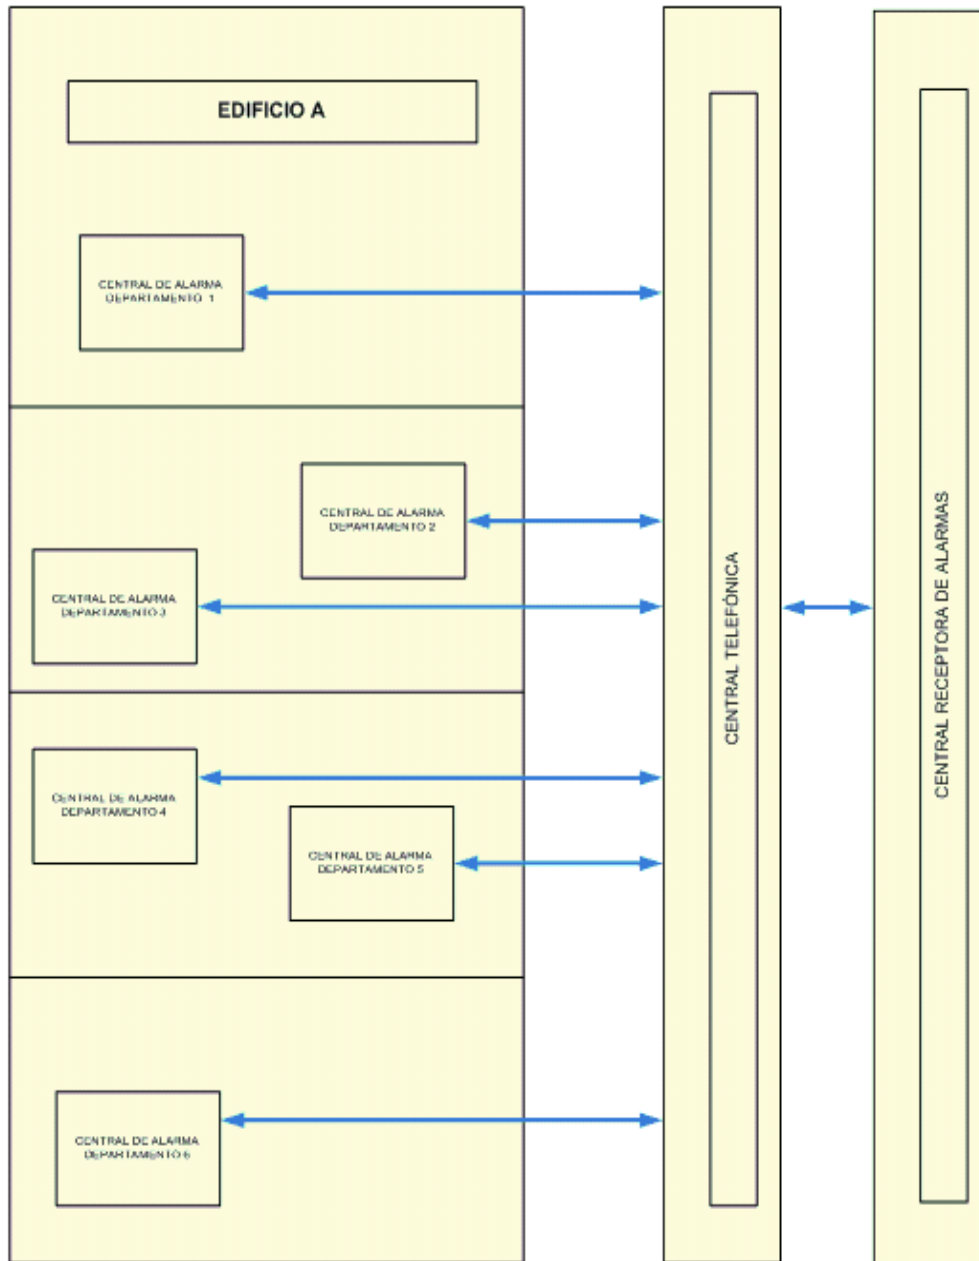 EDIFICIO A
CENTRAL DE ALARMA
DEPARTAMENTO 1
CENTRAL DE ALARMA
DEPARTAMENTO 2
CENTRAL DE ALARMA
DEPARTAMENTO 3
CENTRAL DE ALARMA
DEPARTAMENTO 4
CENTRAL DE ALARMA
DEPARTAMENTO 5
CENTRAL DE ALARMA
DEPARTAMENTO 6
CENTRAL TELEFÓNICA
CENTRAL RECEPTORA DE ALARMAS